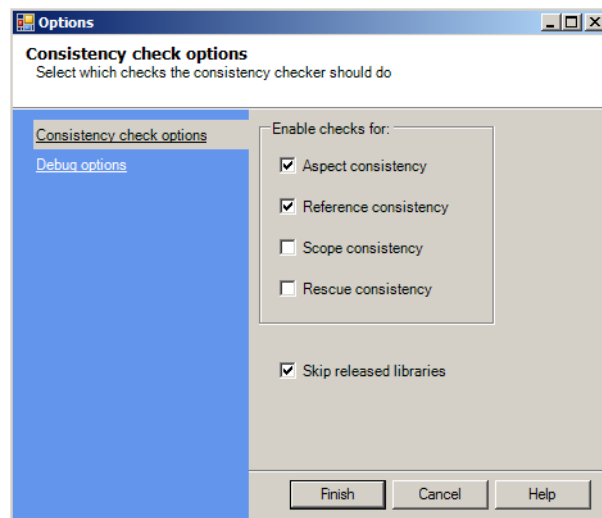 Options
Consistency check options
Select which checks the consistency checker should do
Consistency check options
Debug options
Enable checks for:
Aspect consistency
Reference consistency
Scope consistency
Rescue consistency
Skip released libraries
Finish
Cancel
Help